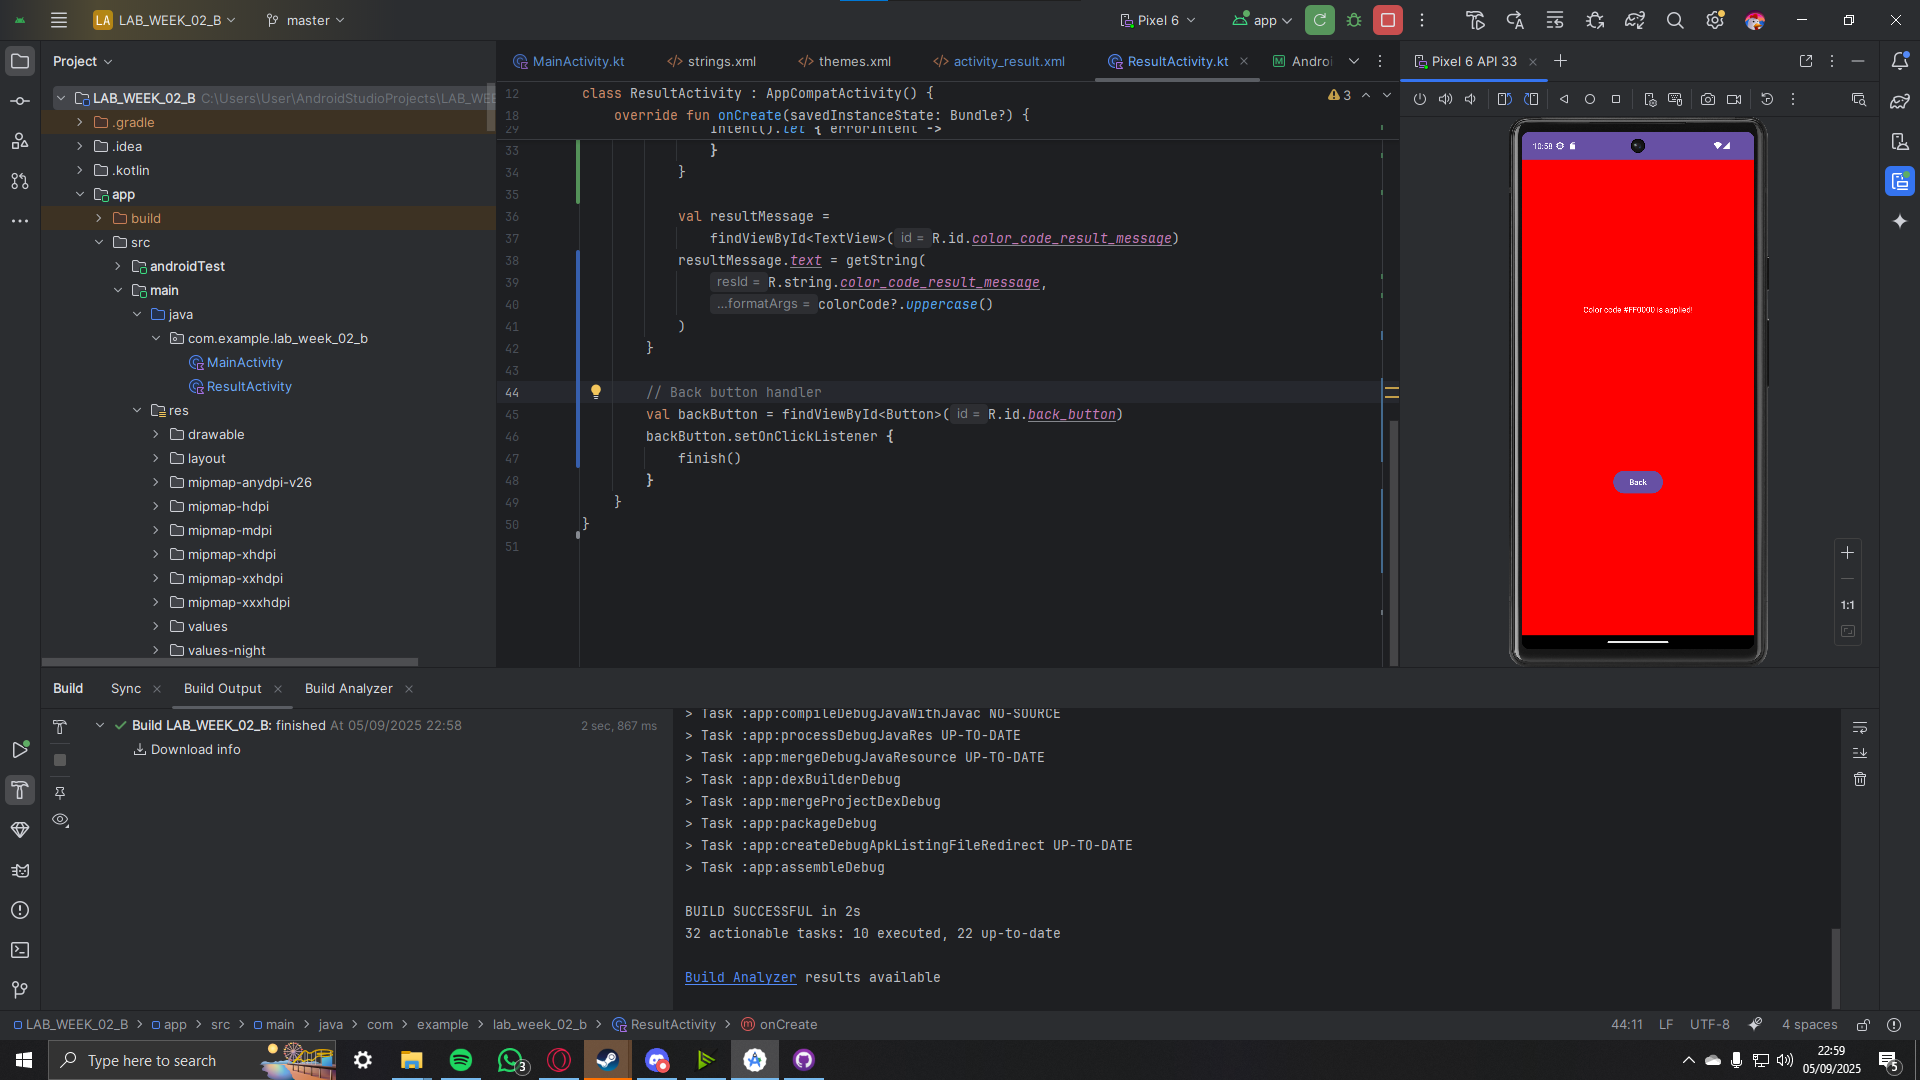 LA LAB_WEEK_02_B master Pixel 6 app
Project
LAB_WEEK_02_B C:\Users\User\AndroidStudioProjects\LAB_WEE
.gradle
.idea
.kotlin
app
build
src
androidTest
main
java
com.example.lab_week_02_b
MainActivity
ResultActivity
res
drawable
layout
mipmap-anydpi-v26
mipmap-hdpi
mipmap-mdpi
mipmap-xhdpi
mipmap-xxhdpi
mipmap-xxxhdpi
values
values-night
MainActivity.kt strings.xml themes.xml activity_result.xml ResultActivity.kt Androi
12 class ResultActivity : AppCompatActivity() {
3
18 override fun onCreate(savedInstanceState: Bundle?) {
29 Intent().let { errorIntent ->
33 }
34 }
35
36 val resultMessage =
37 findViewById<TextView>( id = R.id.color_code_result_message)
38 resultMessage.text = getString(
39 resId = R.string.color_code_result_message,
40 ...formatArgs = colorCode?.uppercase()
41 )
42 }
43
44 // Back button handler
45 val backButton = findViewById<Button>( id = R.id.back_button)
46 backButton.setOnClickListener {
47 finish()
48 }
49 }
50 }
51
Pixel 6 API 33
10:58
Color code #FF0000 is applied!
Back
1:1
Build Sync Build Output Build Analyzer
Build LAB_WEEK_02_B: finished At 05/09/2025 22:58 2 sec, 867 ms
Download info
> Task :app:compileDebugJavaWithJavac NO-SOURCE
> Task :app:processDebugJavaRes UP-TO-DATE
> Task :app:mergeDebugJavaResource UP-TO-DATE
> Task :app:dexBuilderDebug
> Task :app:mergeProjectDexDebug
> Task :app:packageDebug
> Task :app:createDebugApkListingFileRedirect UP-TO-DATE
> Task :app:assembleDebug
BUILD SUCCESSFUL in 2s
32 actionable tasks: 10 executed, 22 up-to-date
Build Analyzer results available
LAB_WEEK_02_B > app > src > main > java > com > example > lab_week_02_b > ResultActivity > onCreate
44:11 LF UTF-8 4 spaces
Type here to search
3
22:59
05/09/2025
5